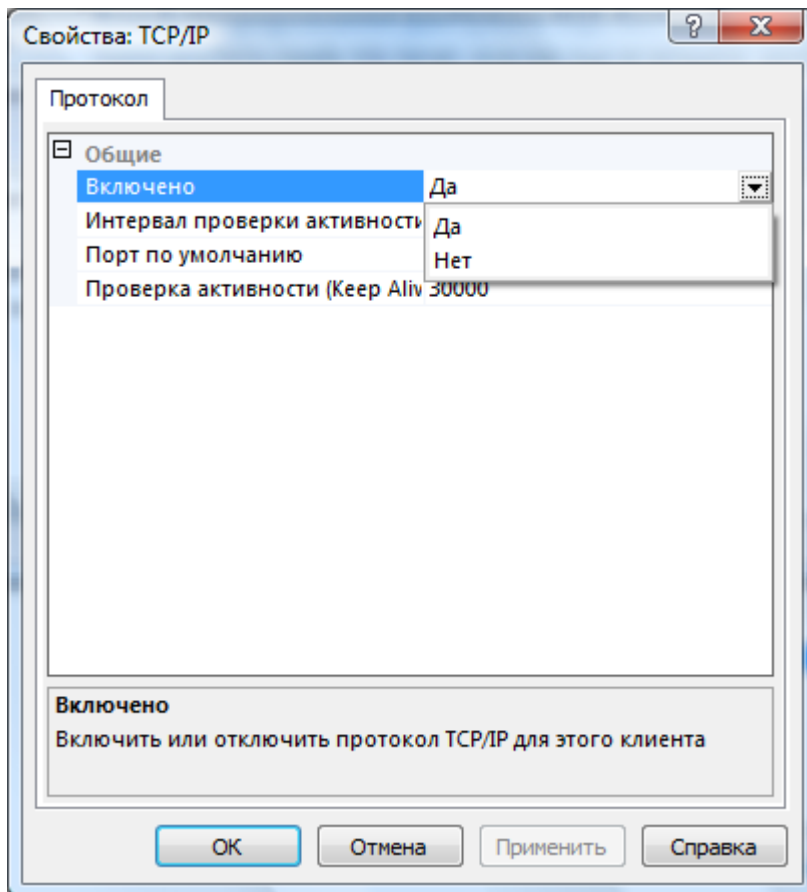 Свойства: TCP/IP
Протокол
Общие
Включено Да
Интервал проверки активности Да
Порт по умолчанию Нет
Проверка активности (Keep Aliv 30000
Включено
Включить или отключить протокол TCP/IP для этого клиента
OK Отмена Применить Справка